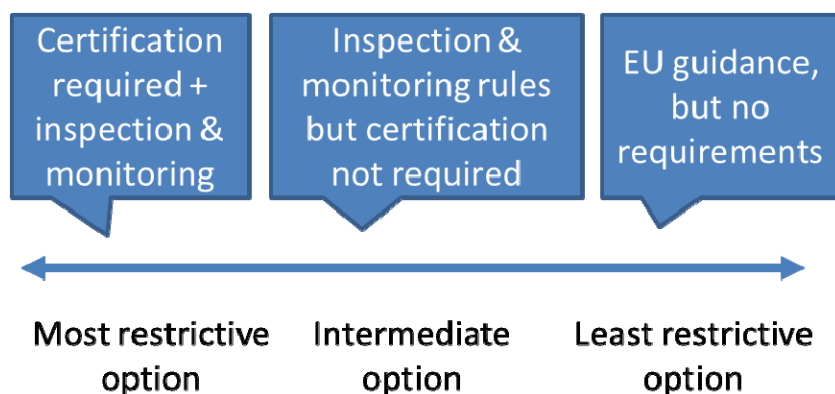 Certification
required +
inspection &
monitoring
Inspection &
monitoring rules
but certification
not required
EU guidance,
but no
requirements
Most restrictive
option
Intermediate
option
Least restrictive
option